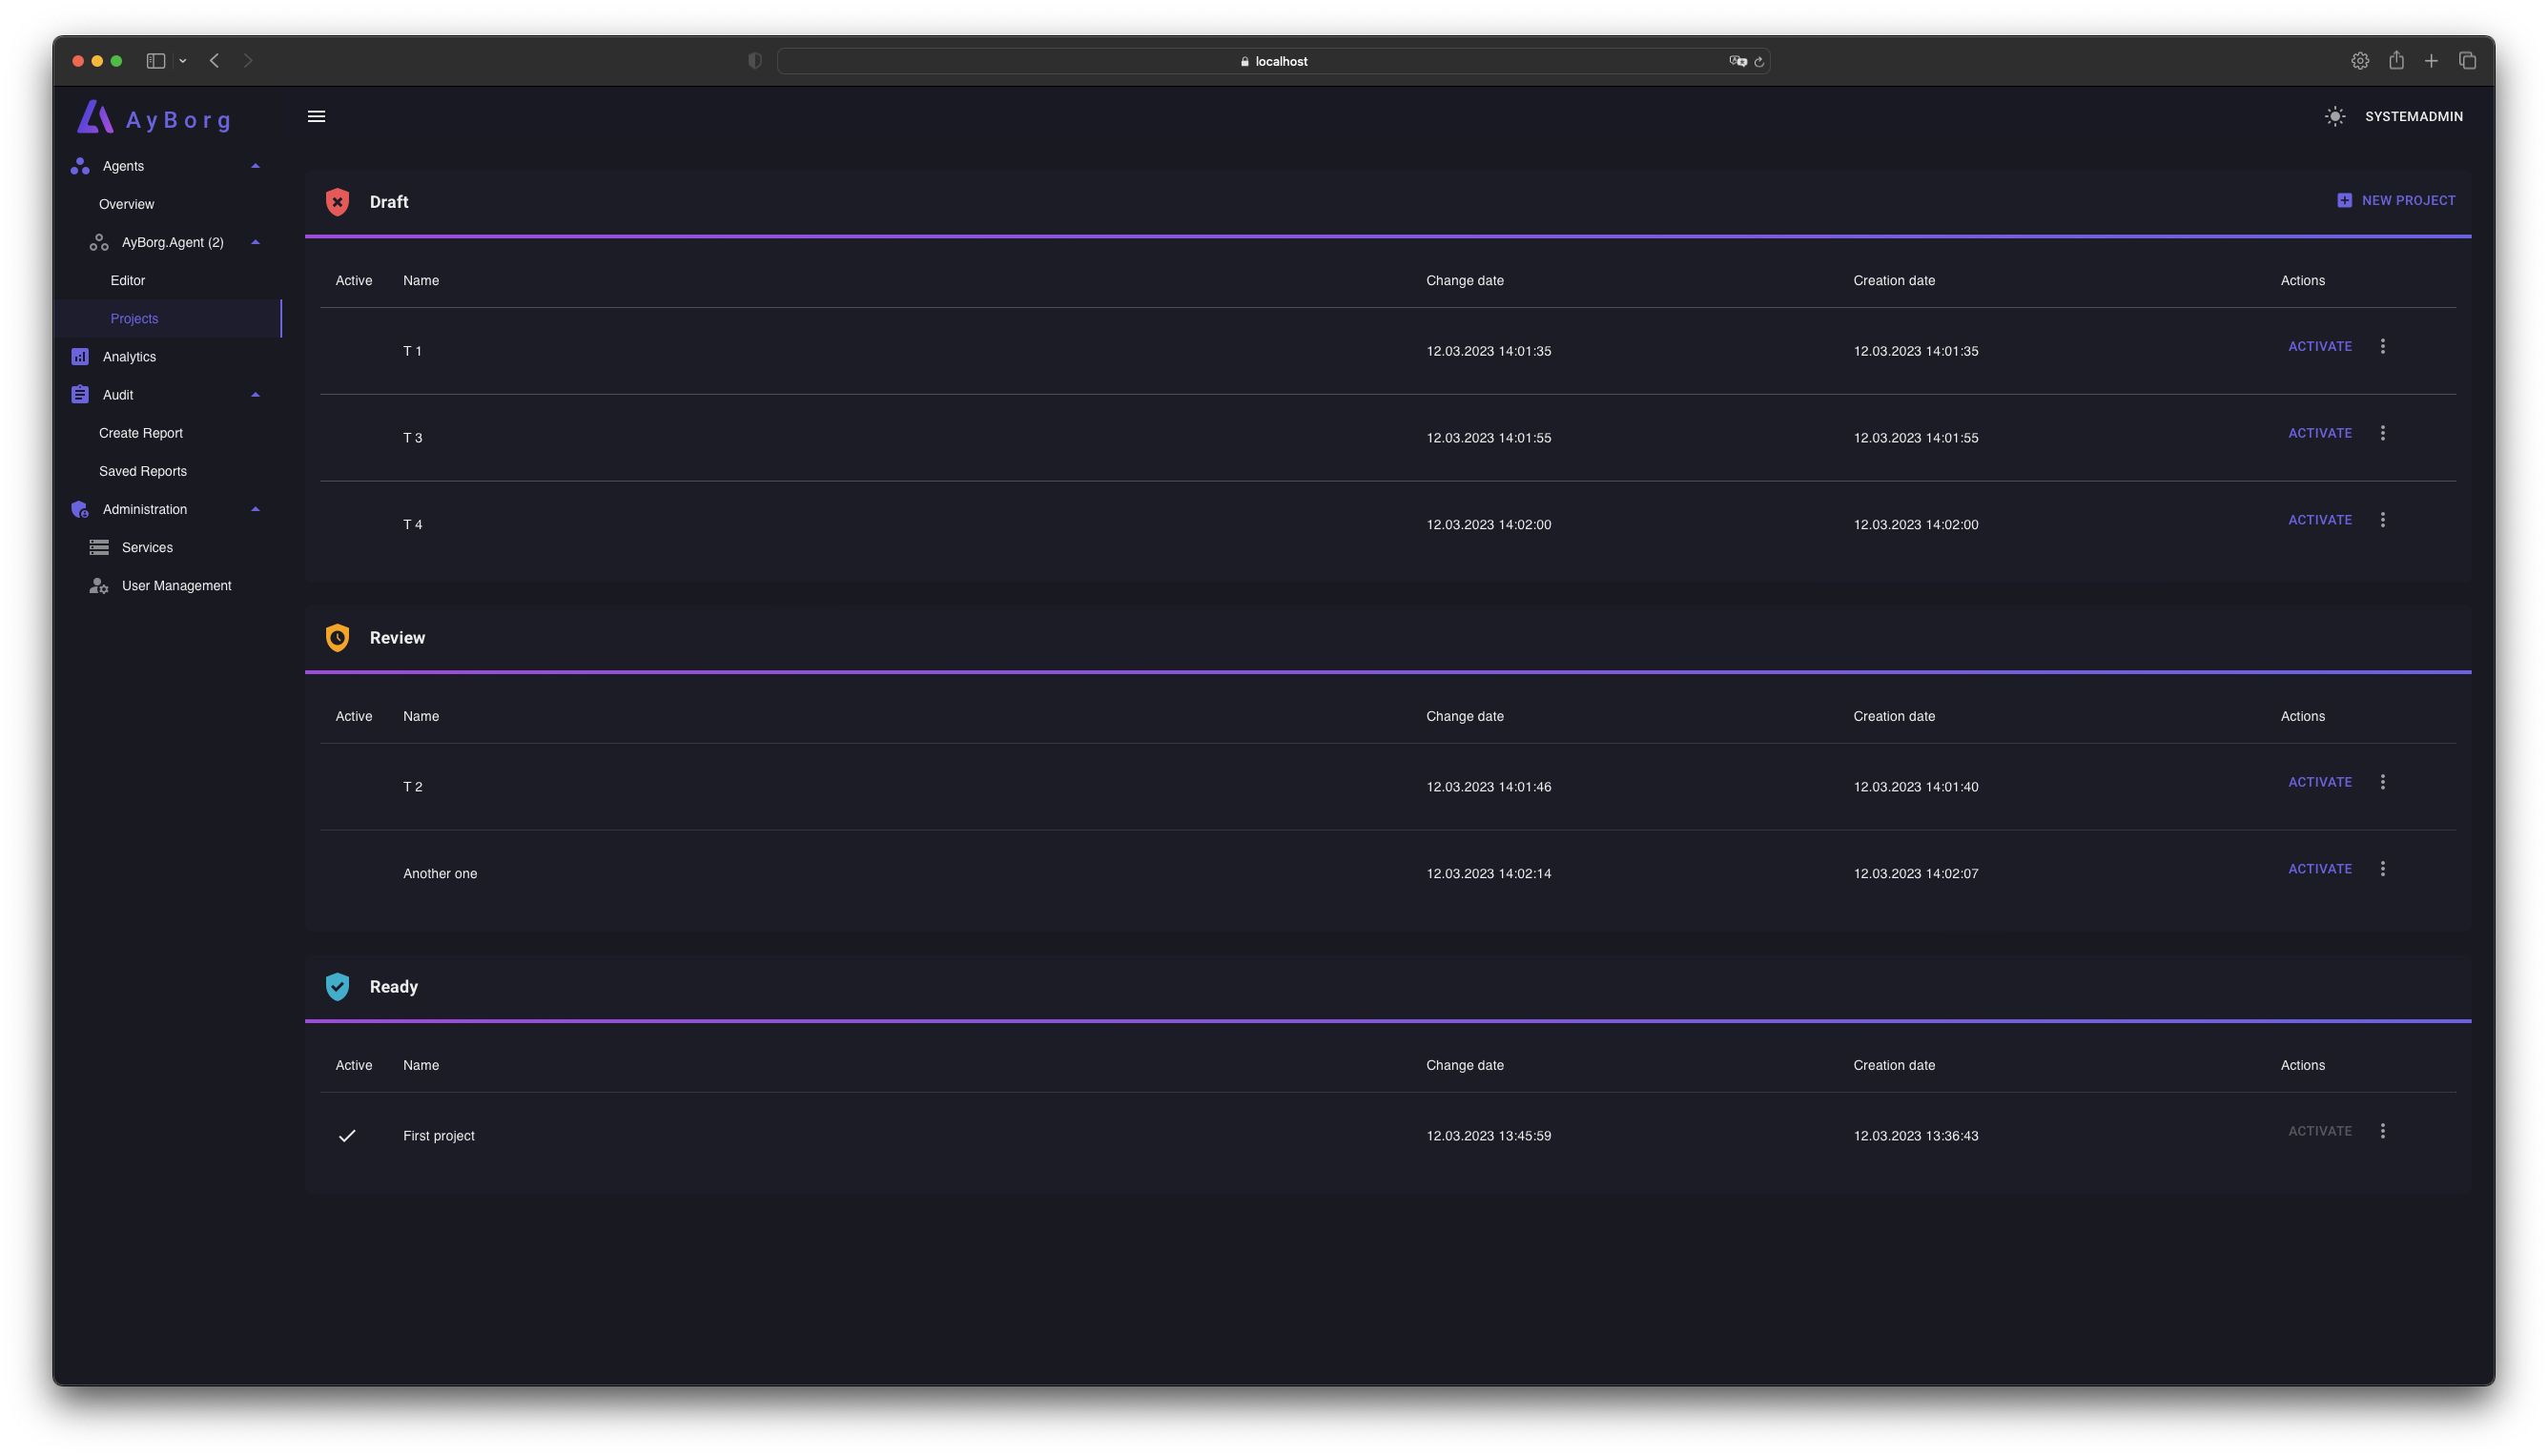 localhost
AyBorg
SYSTEMADMIN
Agents
Overview
AyBorg.Agent (2)
Editor
Projects
Analytics
Audit
Create Report
Saved Reports
Administration
Services
User Management
Draft
NEW PROJECT
Active Name Change date Creation date Actions
T 1 12.03.2023 14:01:35 12.03.2023 14:01:35 ACTIVATE
T 3 12.03.2023 14:01:55 12.03.2023 14:01:55 ACTIVATE
T 4 12.03.2023 14:02:00 12.03.2023 14:02:00 ACTIVATE
Review
Active Name Change date Creation date Actions
T 2 12.03.2023 14:01:46 12.03.2023 14:01:40 ACTIVATE
Another one 12.03.2023 14:02:14 12.03.2023 14:02:07 ACTIVATE
Ready
Active Name Change date Creation date Actions
First project 12.03.2023 13:45:59 12.03.2023 13:36:43 ACTIVATE